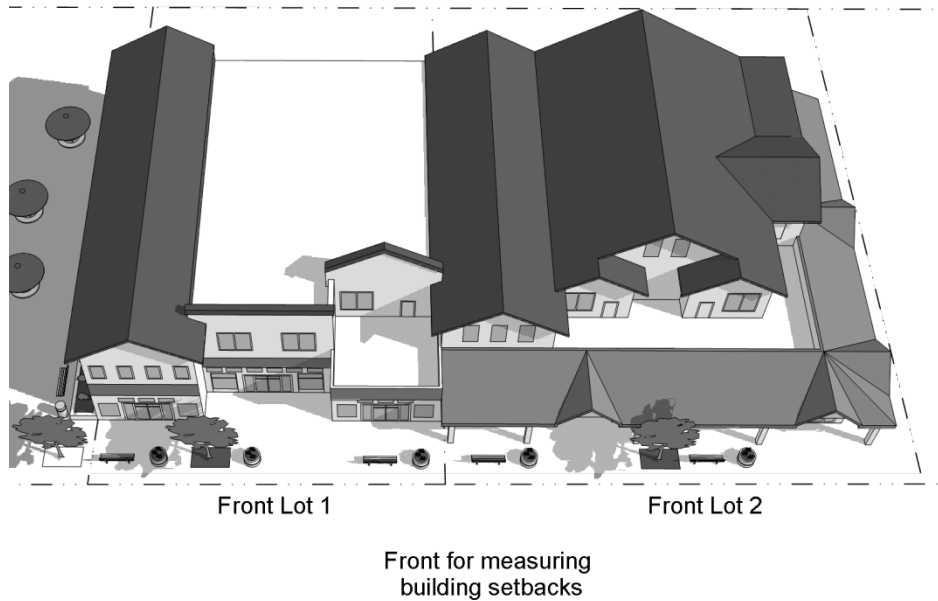 Front Lot 1
Front Lot 2
Front for measuring
building setbacks